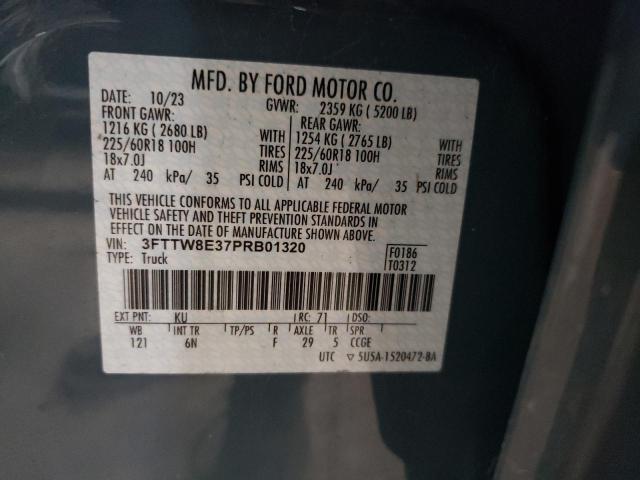 MFD. BY FORD MOTOR CO.
DATE: 10/23 GVWR: 2359 KG ( 5200 LB)
FRONT GAWR: REAR GAWR:
1216 KG ( 2680 LB) WITH 1254 KG ( 2765 LB) WITH
225/60R18 100H TIRES 225/60R18 100H TIRES
18x7.0J RIMS 18x7.0J RIMS
AT 240 kPa/ 35 PSI COLD AT 240 kPa/ 35 PSI COLD
THIS VEHICLE CONFORMS TO ALL APPLICABLE FEDERAL MOTOR
VEHICLE SAFETY AND THEFT PREVENTION STANDARDS IN
EFFECT ON THE DATE OF MANUFACTURE SHOWN ABOVE.
VIN: 3FTTW8E37PRB01320 F0186
TYPE: Truck T0312
EXT PNT: KU RC: 71 DSO:
WB INT TR TP/PS R AXLE TR SPR
121 6N F 29 5 CCGE
UTC ▽ 5U5A-1520472-BA